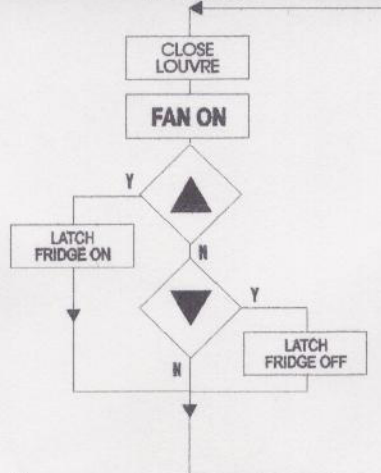 CLOSE
LOUVRE
FAN ON
Y
LATCH
FRIDGE ON
N
Y
LATCH
FRIDGE OFF
N